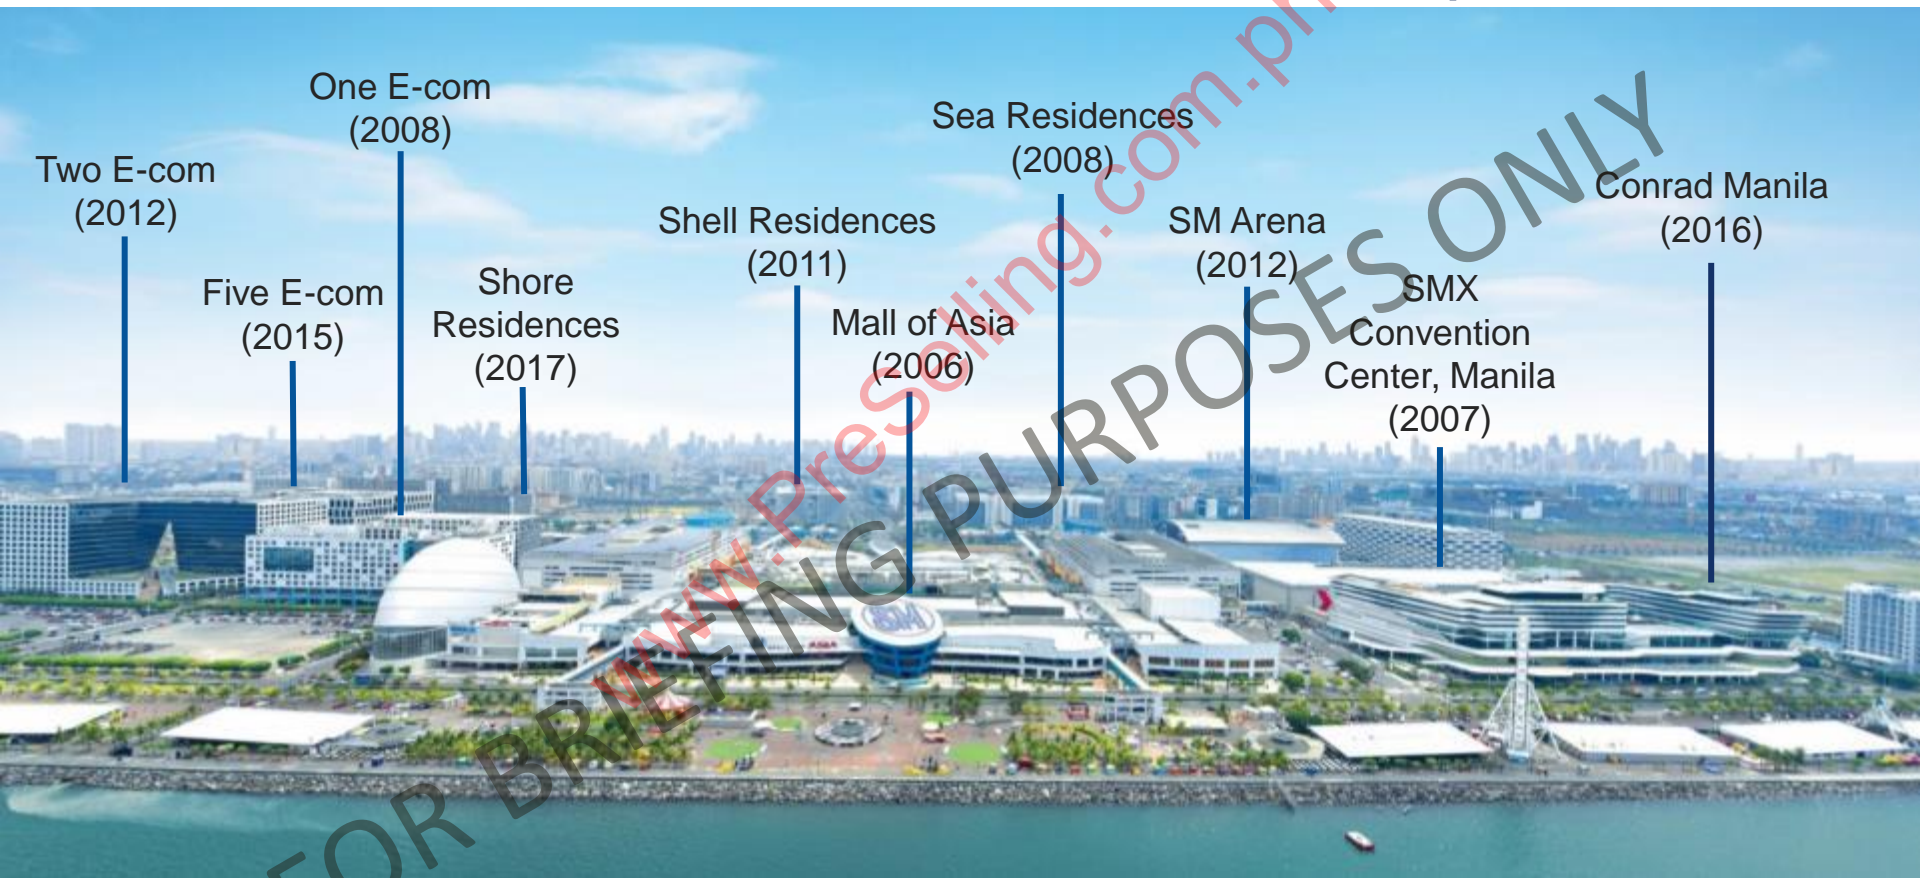 One E-com
(2008)
Sea Residences
(2008)
Two E-com
(2012)
Conrad Manila
(2016)
Shell Residences
(2011)
SM Arena
(2012)
Five E-com
(2015)
Shore
Residences
(2017)
Mall of Asia
(2006)
SMX
Convention
Center, Manila
(2007)
www.PreSelling.com.ph
FOR BRIEFING PURPOSES ONLY
SM
ASIA